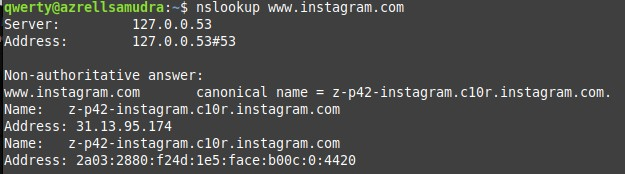 qwerty@azrellsamudra:~$ nslookup www.instagram.com
Server:         127.0.0.53
Address:        127.0.0.53#53

Non-authoritative answer:
www.instagram.com       canonical name = z-p42-instagram.c10r.instagram.com.
Name:   z-p42-instagram.c10r.instagram.com
Address: 31.13.95.174
Name:   z-p42-instagram.c10r.instagram.com
Address: 2a03:2880:f24d:1e5:face:b00c:0:4420